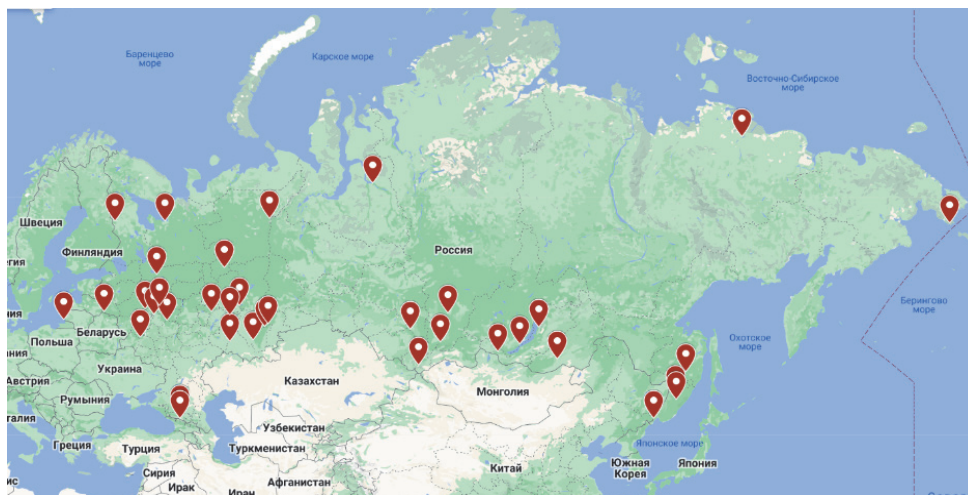 Баренцево
море
Карское море
Восточно-Сибирское
море
Швеция
Финляндия
Россия
Берингово
море
Беларусь
Польша
Охотское
море
Украина
Австрия
Казахстан
Монголия
Румыния
Узбекистан
Греция
Турция
Туркменистан
Японское море
Сирия
Китай
Южная
Корея
Япония
Ирак
Иран
Афганистан